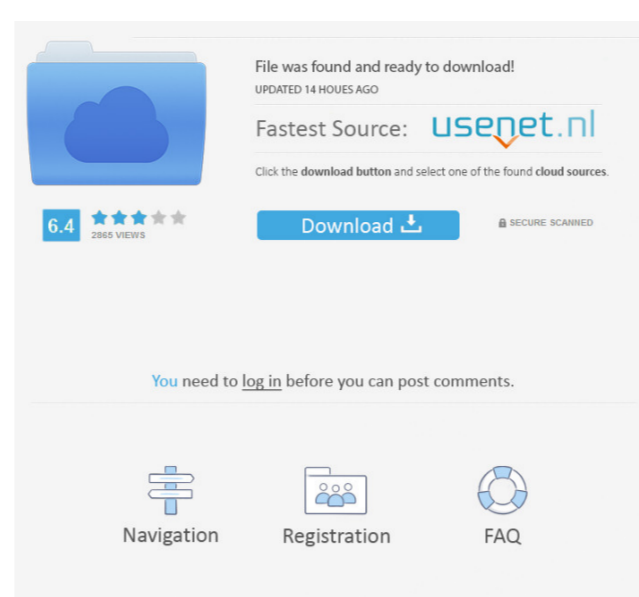 File was found and ready to download!
UPDATED 14 HOUES AGO
Fastest Source: usenet.nl
Click the download button and select one of the found cloud sources.
6.4
2865 VIEWS
Download
SECURE SCANNED
You need to log in before you can post comments.
Navigation
Registration
FAQ